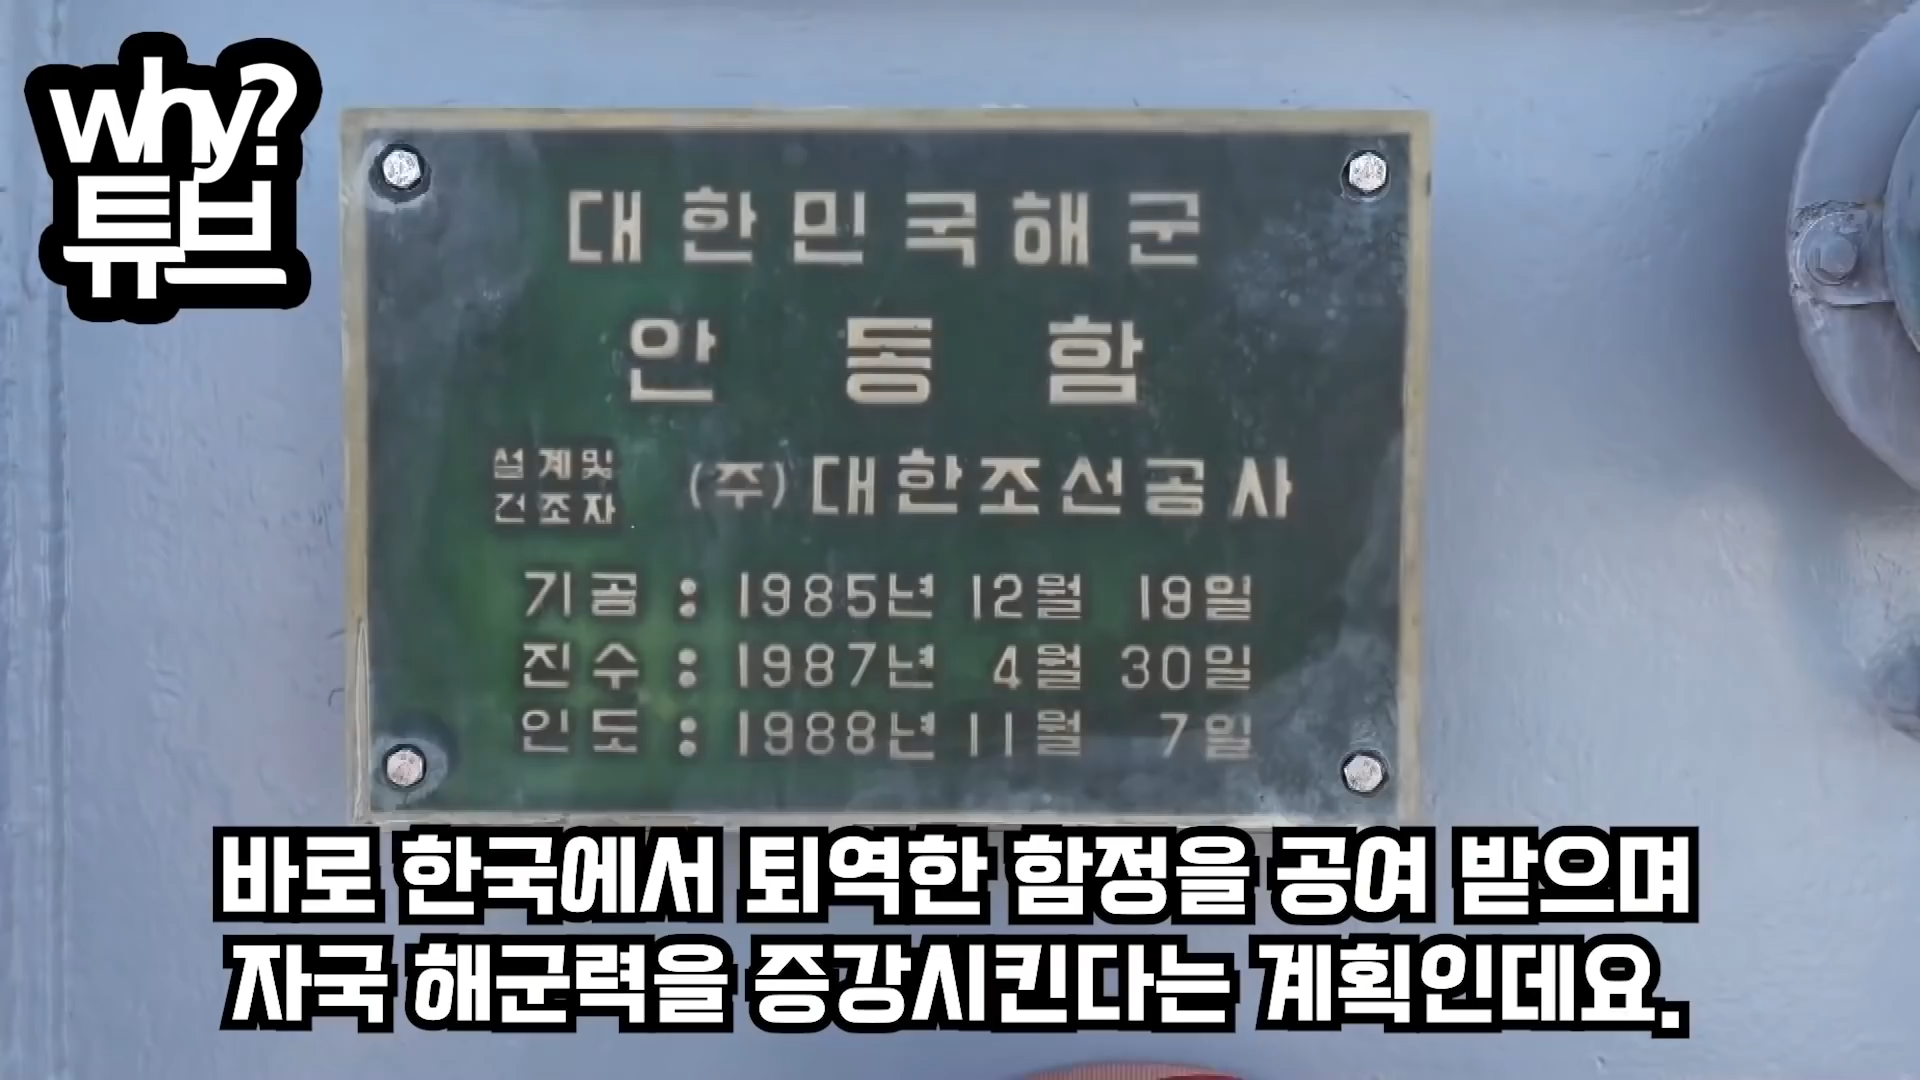 why?
튜브
대한민국해군
안동함
설계및
건조자
(주)대한조선공사
기공 : 1985년 12월 19일
진수 : 1987년 4월 30일
인도 : 1988년 11월 7일
바로 한국에서 퇴역한 함정을 공여 받으며
자국 해군력을 증강시킨다는 계획인데요.